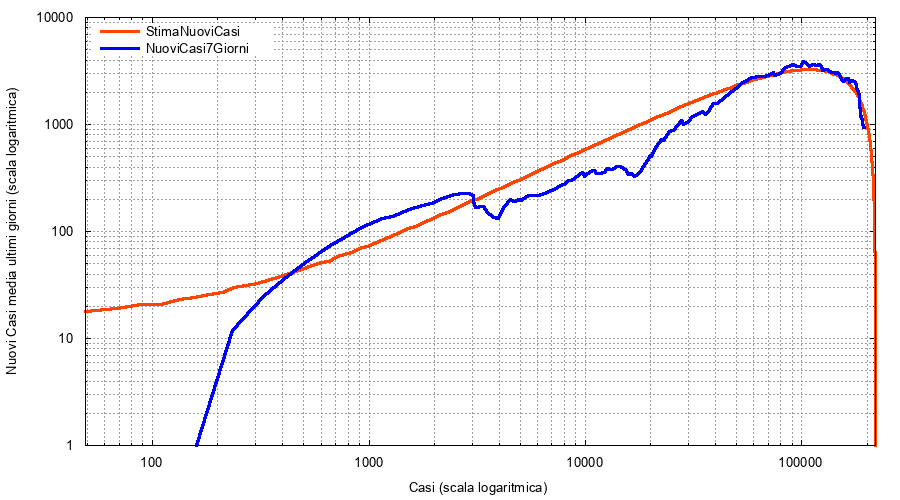 10000
StimaNuoviCasi
NuoviCasi7Giorni
1000
100
10
1
Nuovi Casi media ultimi giorni (scala logaritmica)
100
1000
10000
100000
Casi (scala logaritmica)